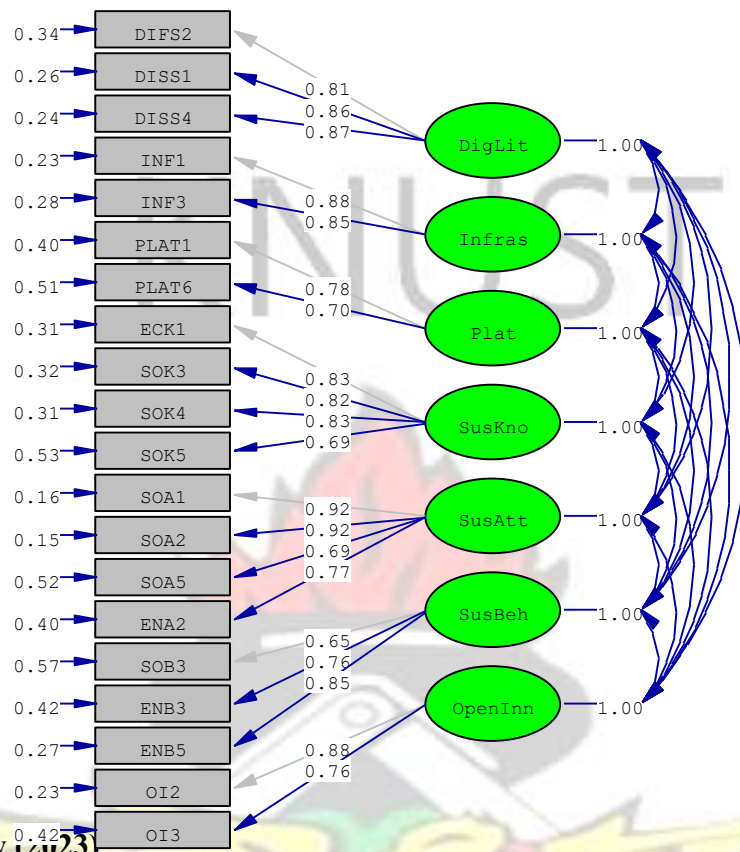 0.34 DIFS2
0.26 DISS1
0.81
0.86
0.24 DISS4
0.87
DigLit 1.00
0.23 INF1
0.28 INF3
0.88
0.85
Infras 1.00
0.40 PLAT1
0.51 PLAT6
0.78
0.70
Plat 1.00
0.31 ECK1
0.32 SOK3
0.83
0.82
0.31 SOK4
0.83
SusKno 1.00
0.53 SOK5
0.69
0.16 SOA1
0.92
SusAtt 1.00
0.15 SOA2
0.92
0.69
0.52 SOA5
0.77
0.40 ENA2
SusBeh 1.00
0.57 SOB3
0.65
0.76
0.42 ENB3
0.85
OpenInn 1.00
0.27 ENB5
0.88
0.23 OI2
0.76
0.42 OI3
KNUST
(2023)